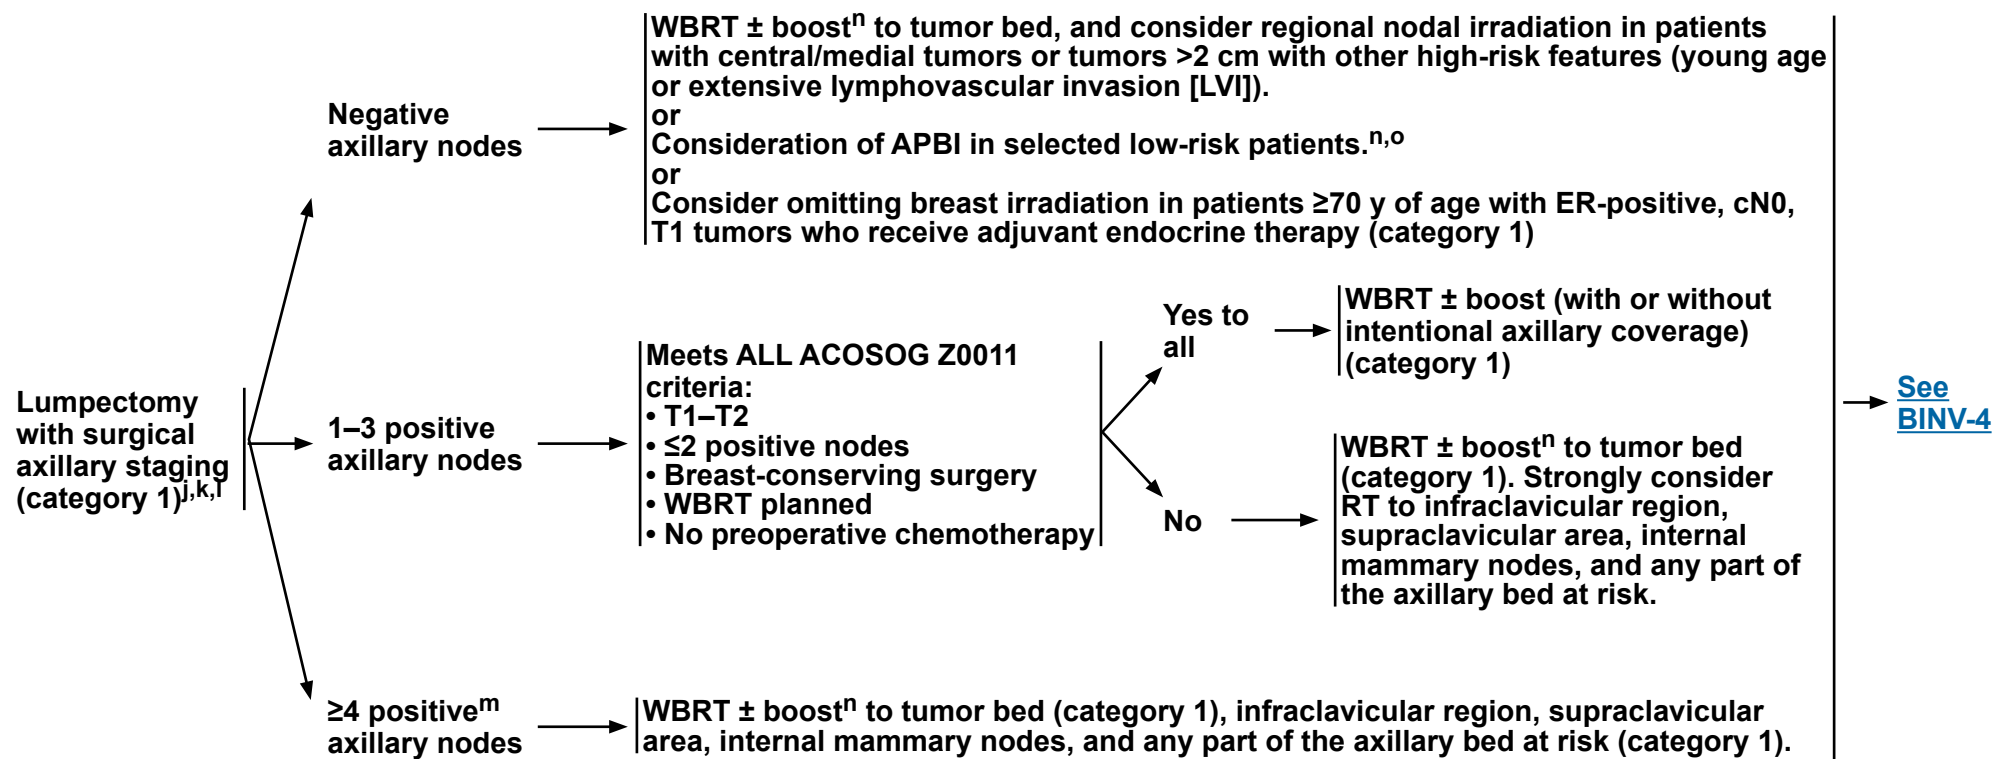 Lumpectomy
with surgical
axillary staging
(category 1)j,k,l
Negative
axillary nodes
WBRT ± boostn to tumor bed, and consider regional nodal irradiation in patients
with central/medial tumors or tumors >2 cm with other high-risk features (young age
or extensive lymphovascular invasion [LVI]).
or
Consideration of APBI in selected low-risk patients.n,o
or
Consider omitting breast irradiation in patients ≥70 y of age with ER-positive, cN0,
T1 tumors who receive adjuvant endocrine therapy (category 1)
1–3 positive
axillary nodes
Meets ALL ACOSOG Z0011
criteria:
• T1–T2
• ≤2 positive nodes
• Breast-conserving surgery
• WBRT planned
• No preoperative chemotherapy
Yes to
all
WBRT ± boost (with or without
intentional axillary coverage)
(category 1)
No
WBRT ± boostn to tumor bed
(category 1). Strongly consider
RT to infraclavicular region,
supraclavicular area, internal
mammary nodes, and any part of
the axillary bed at risk.
≥4 positivem
axillary nodes
WBRT ± boostn to tumor bed (category 1), infraclavicular region, supraclavicular
area, internal mammary nodes, and any part of the axillary bed at risk (category 1).
See
BINV-4